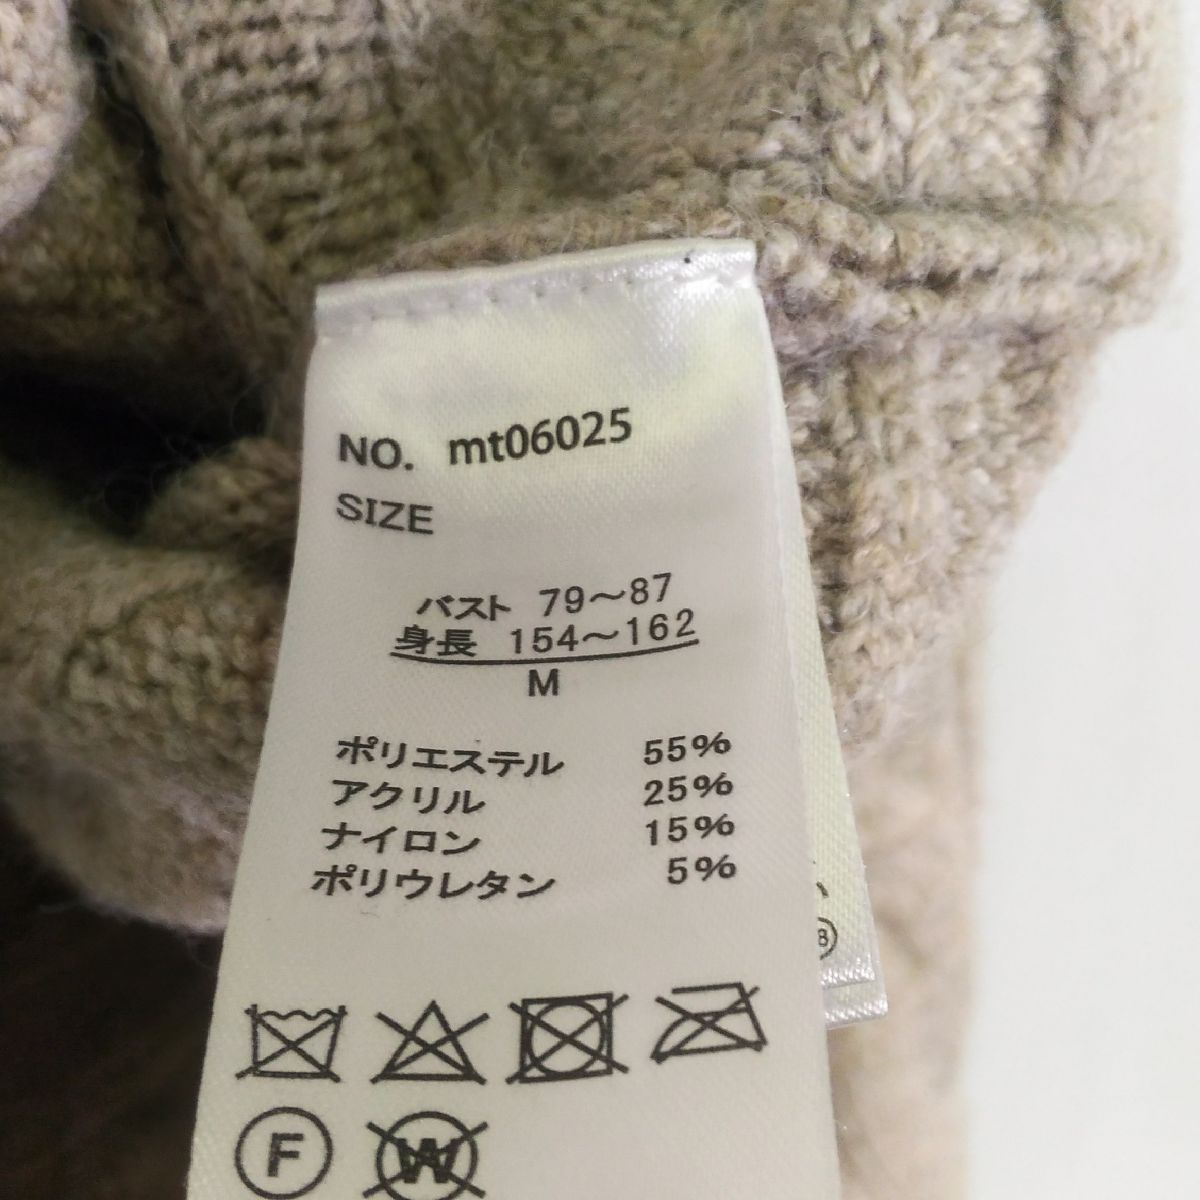 NO. mt06025
SIZE
バスト 79～87
身長 154～162
M
ポリエステル 55%
アクリル 25%
ナイロン 15%
ポリウレタン 5%
F W